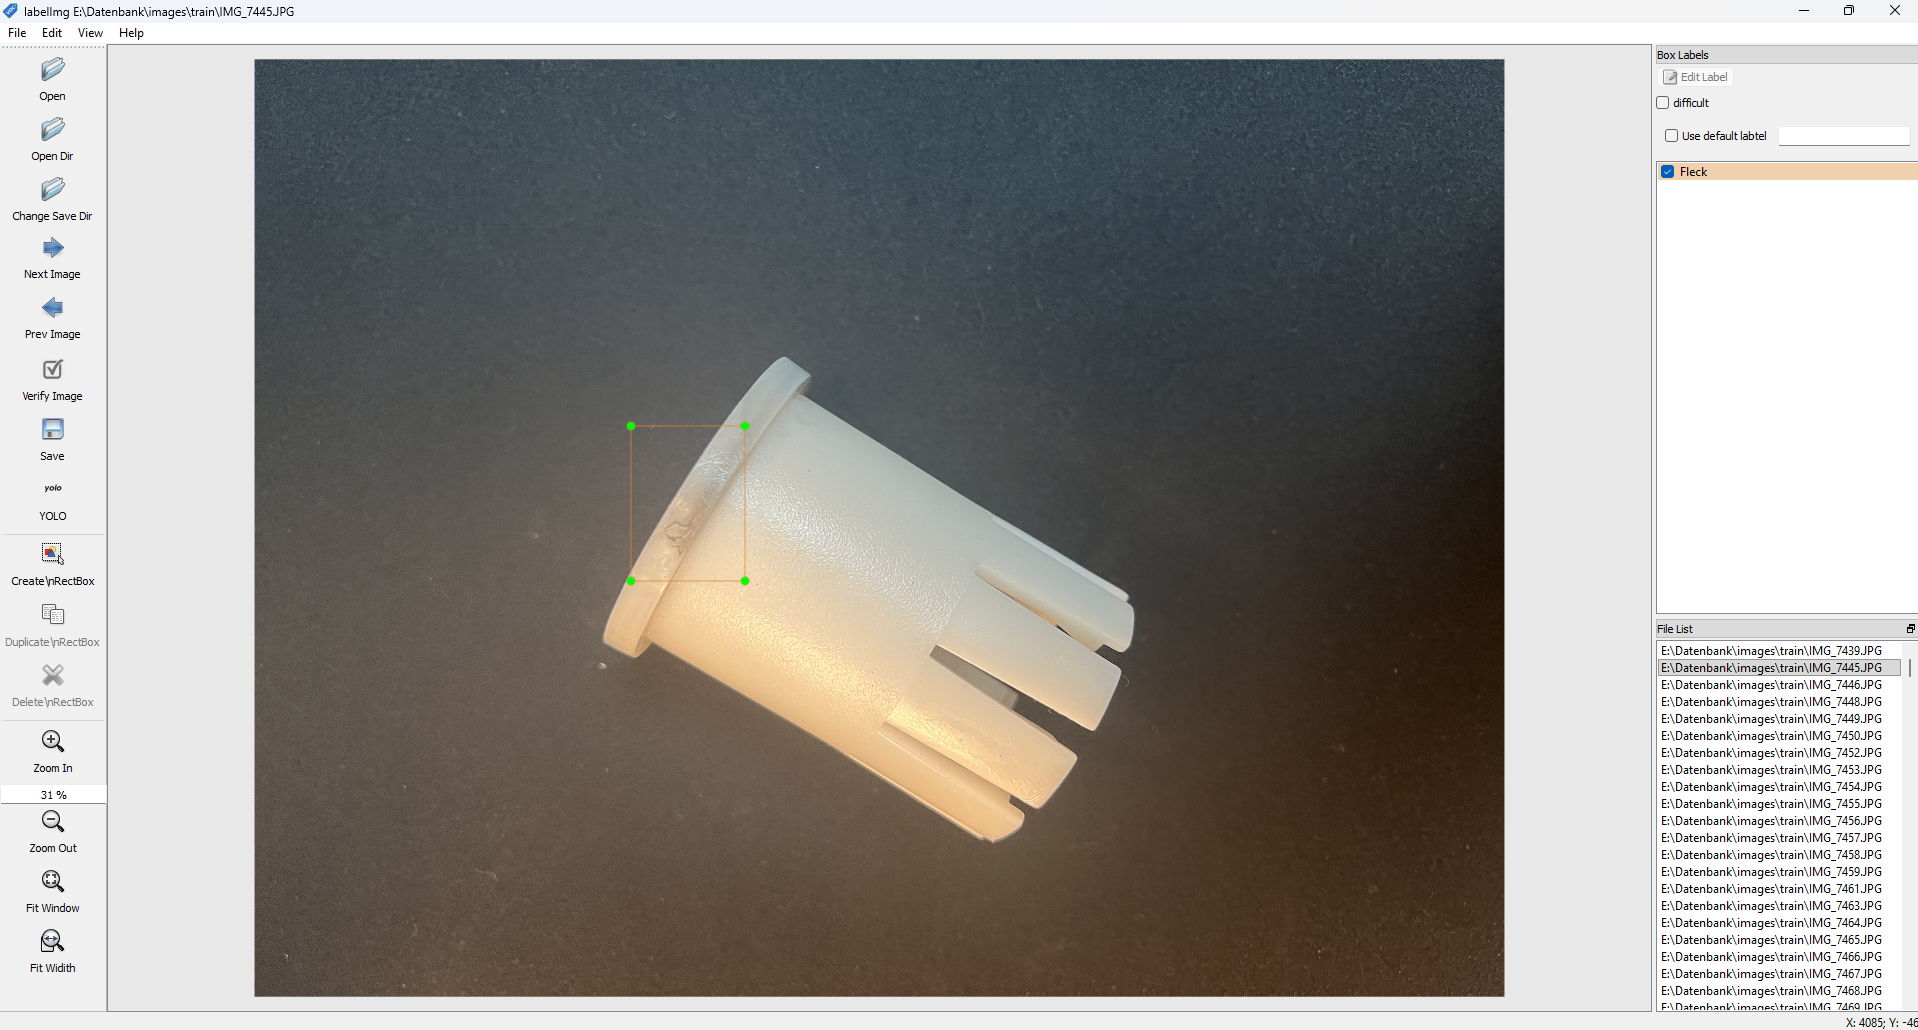 labelImg E:\Datenbank\images\train\IMG_7445.JPG
File Edit View Help
Open
Open Dir
Change Save Dir
Next Image
Prev Image
Verify Image
Save
yolo
YOLO
Create\nRectBox
Duplicate\nRectBox
Delete\nRectBox
Zoom In
31 %
Zoom Out
Fit Window
Fit Width
Box Labels
Edit Label
difficult
Use default labtel
Fleck
File List
E:\Datenbank\images\train\IMG_7439.JPG
E:\Datenbank\images\train\IMG_7445.JPG
E:\Datenbank\images\train\IMG_7446.JPG
E:\Datenbank\images\train\IMG_7448.JPG
E:\Datenbank\images\train\IMG_7449.JPG
E:\Datenbank\images\train\IMG_7450.JPG
E:\Datenbank\images\train\IMG_7452.JPG
E:\Datenbank\images\train\IMG_7453.JPG
E:\Datenbank\images\train\IMG_7454.JPG
E:\Datenbank\images\train\IMG_7455.JPG
E:\Datenbank\images\train\IMG_7456.JPG
E:\Datenbank\images\train\IMG_7457.JPG
E:\Datenbank\images\train\IMG_7458.JPG
E:\Datenbank\images\train\IMG_7459.JPG
E:\Datenbank\images\train\IMG_7461.JPG
E:\Datenbank\images\train\IMG_7463.JPG
E:\Datenbank\images\train\IMG_7464.JPG
E:\Datenbank\images\train\IMG_7465.JPG
E:\Datenbank\images\train\IMG_7466.JPG
E:\Datenbank\images\train\IMG_7467.JPG
E:\Datenbank\images\train\IMG_7468.JPG
E:\Datenbank\images\train\IMG_7469.JPG
X: 4085; Y: -46